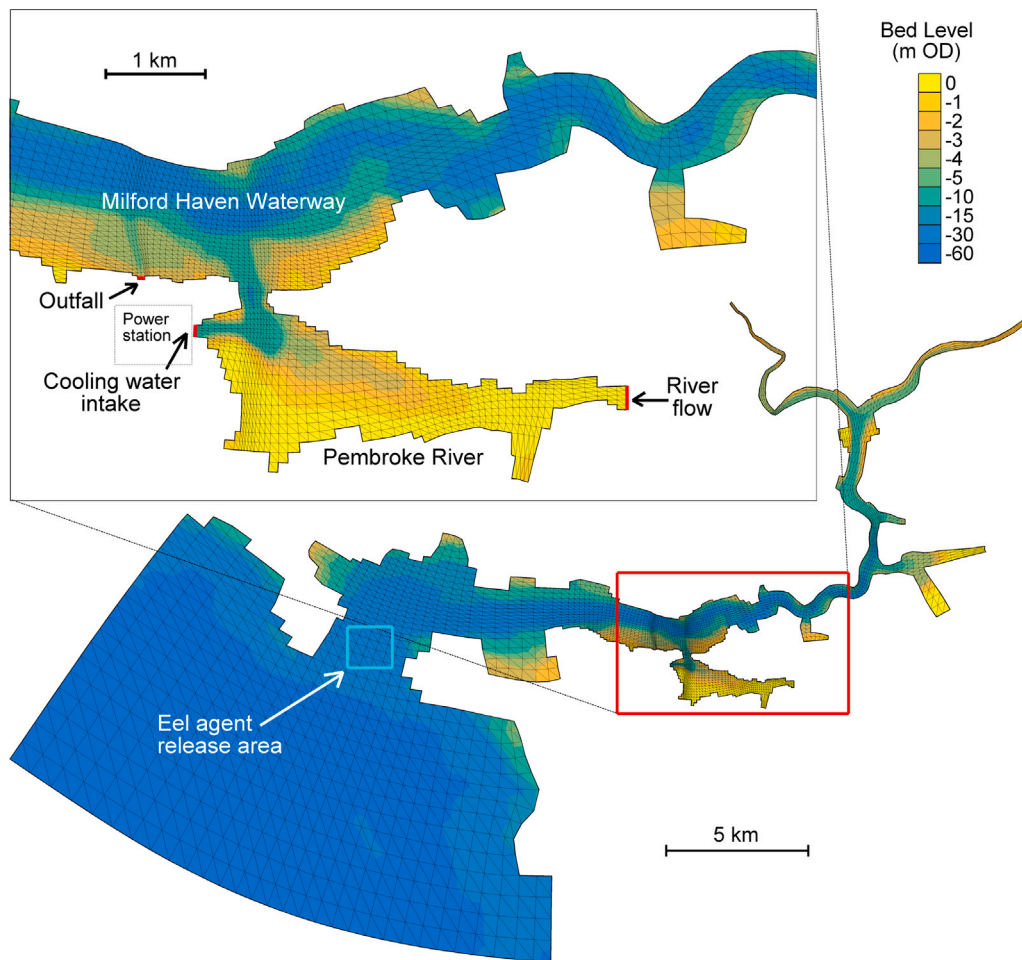 Bed Level
(m OD)
0
-1
-2
-3
-4
-5
-10
-15
-30
-60
1 km
Milford Haven Waterway
Outfall
Power
station
Cooling water
intake
River
flow
Pembroke River
Eel agent
release area
5 km